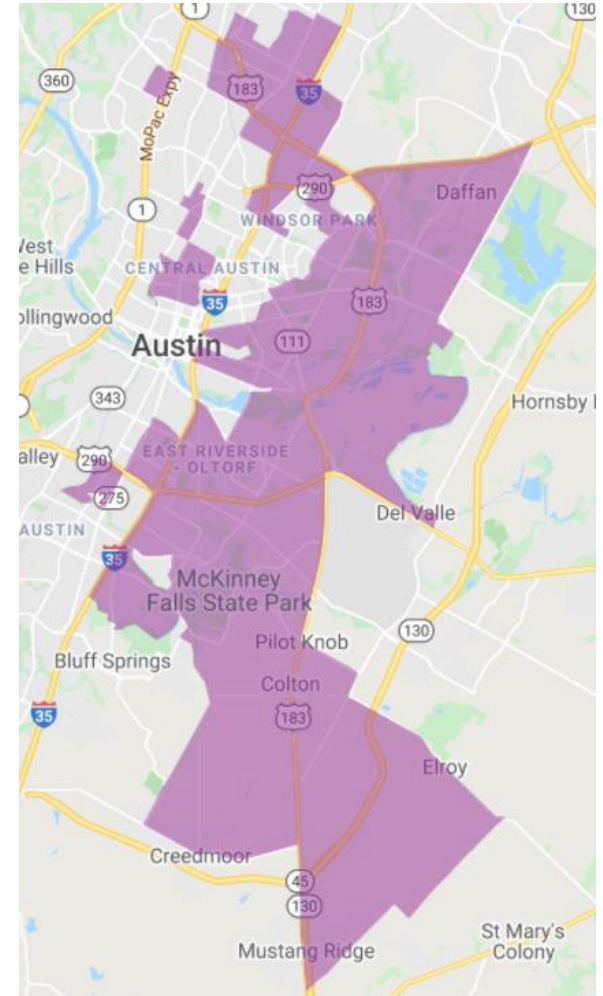 1
130
360
183
35
MoPac Expy
290
Daffan
1
WINDSOR PARK
West
e Hills
CENTRAL AUSTIN
183
35
ollingwood
Austin
111
343
Hornsby
EAST RIVERSIDE
- OLTORF
alley
290
275
Del Valle
AUSTIN
35
McKinney
Falls State Park
130
Pilot Knob
Bluff Springs
Colton
183
35
Elroy
Creedmoor
45
130
St Mary's
Colony
Mustang Ridge